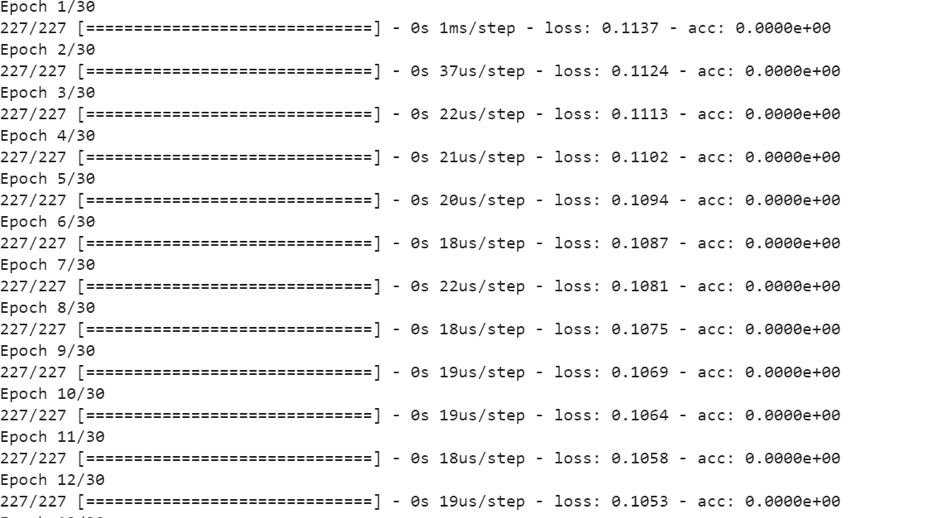 Epoch 1/30
227/227 [==============================] - 0s 1ms/step - loss: 0.1137 - acc: 0.0000e+00
Epoch 2/30
227/227 [==============================] - 0s 37us/step - loss: 0.1124 - acc: 0.0000e+00
Epoch 3/30
227/227 [==============================] - 0s 22us/step - loss: 0.1113 - acc: 0.0000e+00
Epoch 4/30
227/227 [==============================] - 0s 21us/step - loss: 0.1102 - acc: 0.0000e+00
Epoch 5/30
227/227 [==============================] - 0s 20us/step - loss: 0.1094 - acc: 0.0000e+00
Epoch 6/30
227/227 [==============================] - 0s 18us/step - loss: 0.1087 - acc: 0.0000e+00
Epoch 7/30
227/227 [==============================] - 0s 22us/step - loss: 0.1081 - acc: 0.0000e+00
Epoch 8/30
227/227 [==============================] - 0s 18us/step - loss: 0.1075 - acc: 0.0000e+00
Epoch 9/30
227/227 [==============================] - 0s 19us/step - loss: 0.1069 - acc: 0.0000e+00
Epoch 10/30
227/227 [==============================] - 0s 19us/step - loss: 0.1064 - acc: 0.0000e+00
Epoch 11/30
227/227 [==============================] - 0s 18us/step - loss: 0.1058 - acc: 0.0000e+00
Epoch 12/30
227/227 [==============================] - 0s 19us/step - loss: 0.1053 - acc: 0.0000e+00